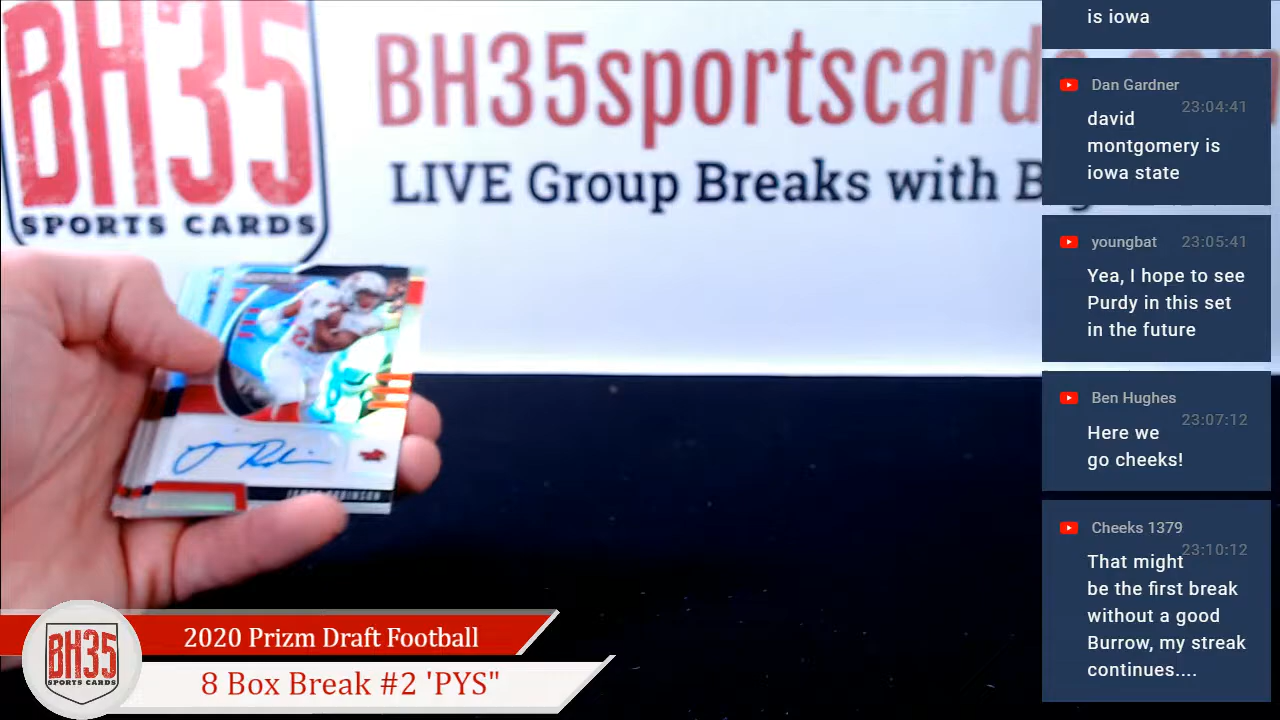 BH35
SPORTS CARDS
BH35sportscards.com
LIVE Group Breaks with
is iowa
Dan Gardner
23:04:41
david
montgomery is
iowa state
youngbat 23:05:41
Yea, I hope to see
Purdy in this set
in the future
Ben Hughes
23:07:12
Here we
go cheeks!
Cheeks 1379
23:10:12
That might
be the first break
without a good
Burrow, my streak
continues....
BH35
SPORTS CARDS
2020 Prizm Draft Football
8 Box Break #2 'PYS"